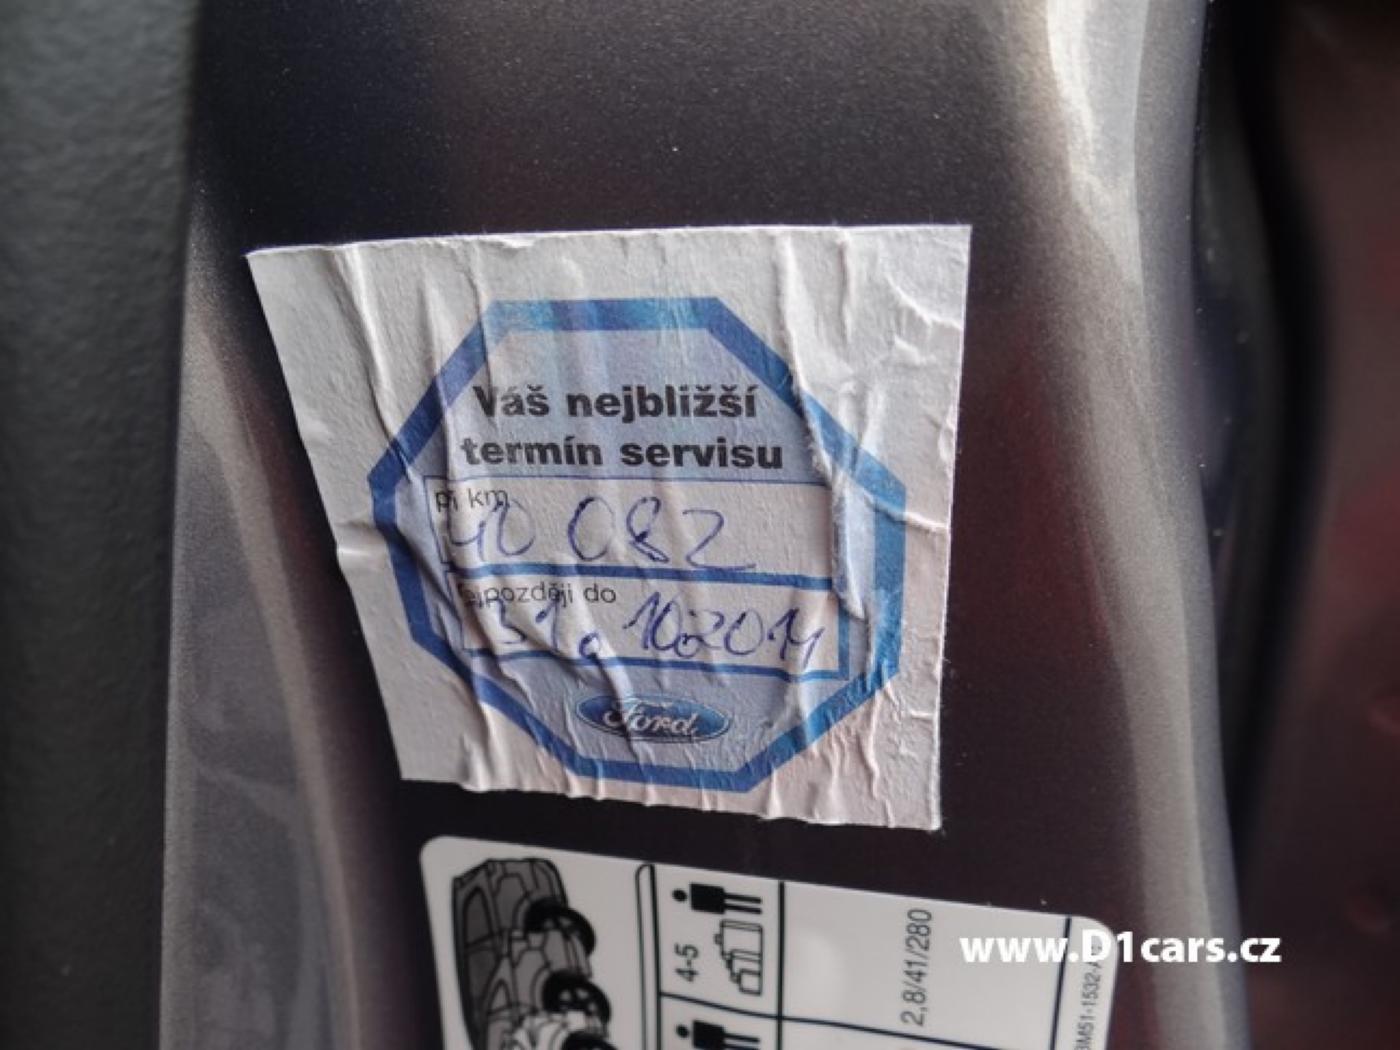 Váš nejbližší
termín servisu
při km
40 082
nejpozději do
31. 10.2014
Ford
4-5
2,8/41/280
www.D1cars.cz